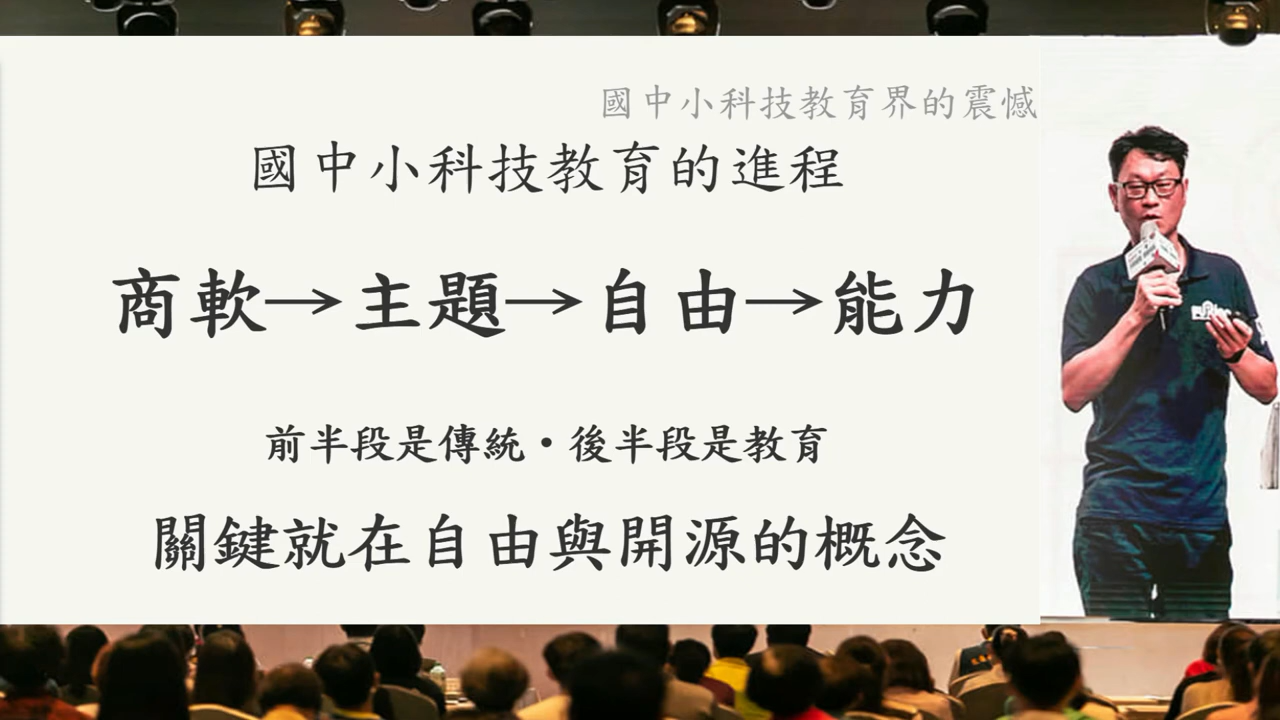 國中小科技教育界的震憾
國中小科技教育的進程
商軟→主題→自由→能力
前半段是傳統・後半段是教育
關鍵就在自由與開源的概念